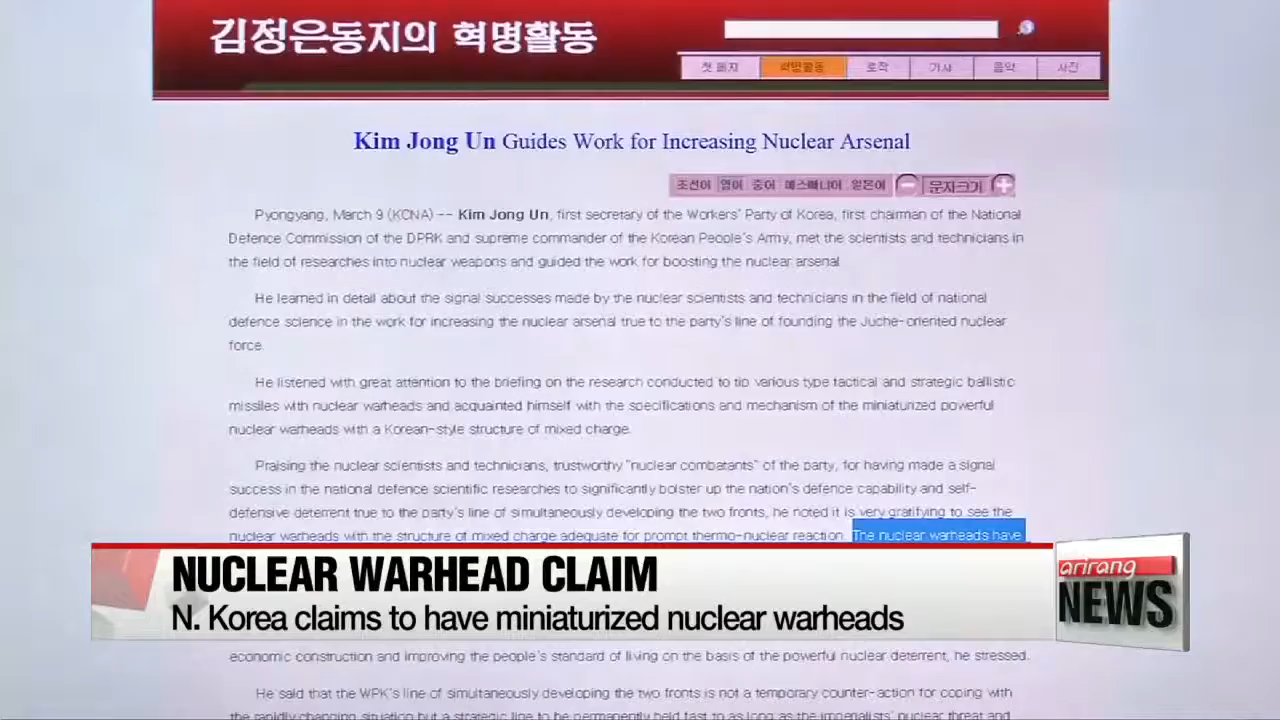 김정은동지의 혁명활동
첫 페지 혁명활동 로작 기사 음악 사진
Kim Jong Un Guides Work for Increasing Nuclear Arsenal
조선어 영어 중어 에스빠냐어 일본어 문자크기
Pyongyang, March 9 (KCNA) -- Kim Jong Un, first secretary of the Workers' Party of Korea, first chairman of the National
Defence Commission of the DPRK and supreme commander of the Korean People's Army, met the scientists and technicians in
the field of researches into nuclear weapons and guided the work for boosting the nuclear arsenal.
He learned in detail about the signal successes made by the nuclear scientists and technicians in the field of national
defence science in the work for increasing the nuclear arsenal true to the party's line of founding the Juche-oriented nuclear
force.
He listened with great attention to the briefing on the research conducted to tip various type tactical and strategic ballistic
missiles with nuclear warheads and acquainted himself with the specifications and mechanism of the miniaturized powerful
nuclear warheads with a Korean-style structure of mixed charge.
Praising the nuclear scientists and technicians, trustworthy "nuclear combatants" of the party, for having made a signal
success in the national defence scientific researches to significantly bolster up the nation's defence capability and self-
defensive deterrent true to the party's line of simultaneously developing the two fronts, he noted it is very gratifying to see the
nuclear warheads with the structure of mixed charge adequate for prompt thermo-nuclear reaction. The nuclear warheads have
NUCLEAR WARHEAD CLAIM
N. Korea claims to have miniaturized nuclear warheads
arirang
NEWS
economic construction and improving the people's standard of living on the basis of the powerful nuclear deterrent, he stressed.
He said that the WPK's line of simultaneously developing the two fronts is not a temporary counter-action for coping with
the rapidly changing situation but a strategic line to be permanently held fast to as long as the imperialists' nuclear threat and